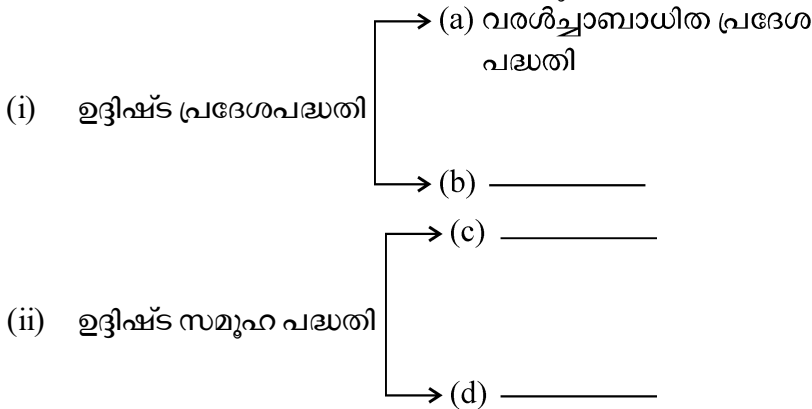 (a) വരൾച്ചാബാധിത പ്രദേശ
പദ്ധതി
(i) ഉദ്ദിഷ്ട പ്രദേശപദ്ധതി
(b)
(c)
(ii) ഉദ്ദിഷ്ട സമൂഹ പദ്ധതി
(d)